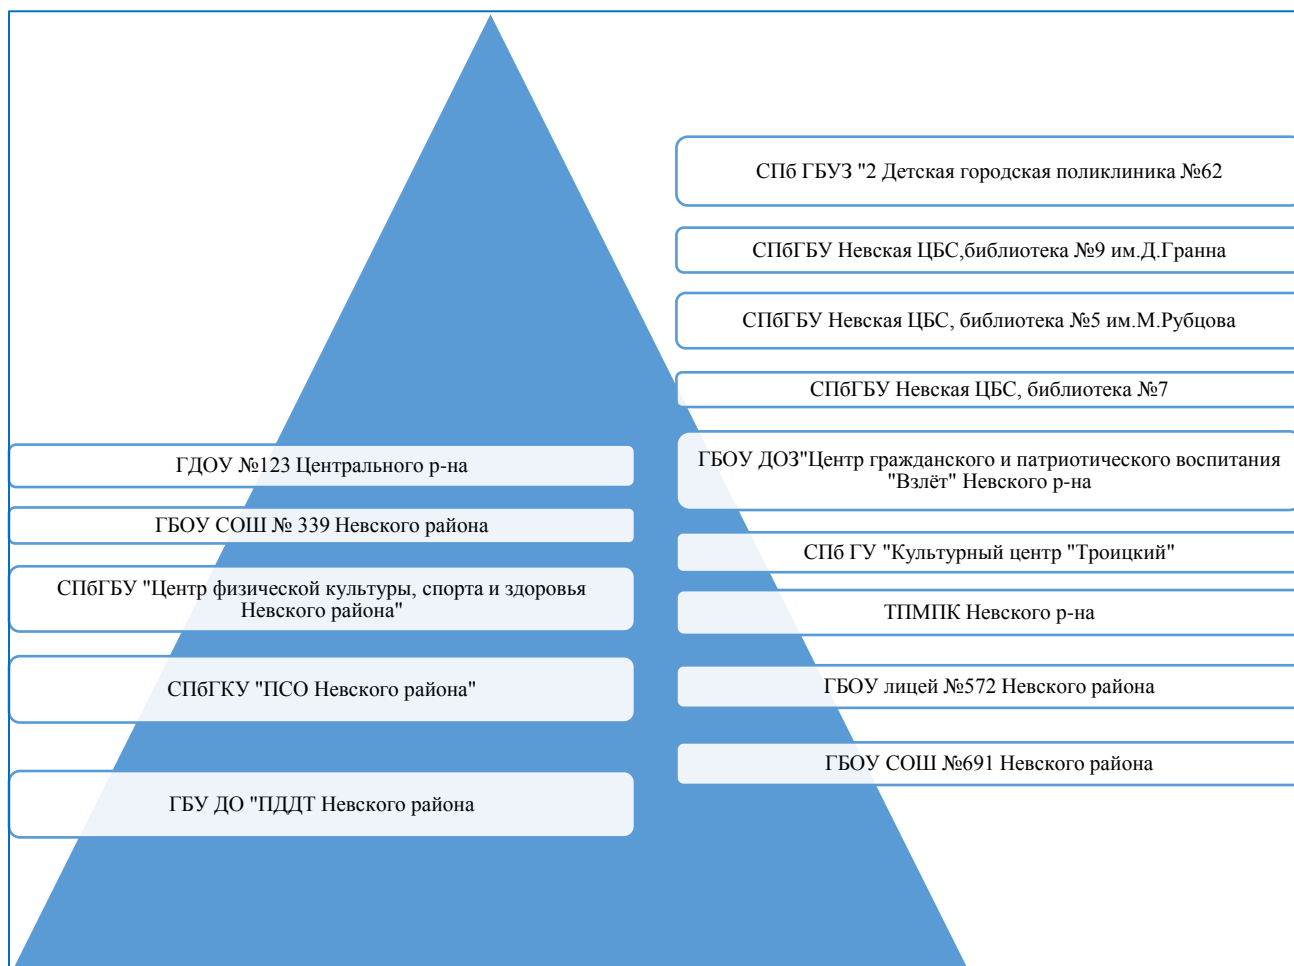 СПб ГБУЗ "2 Детская городская поликлиника №62
СПбГБУ Невская ЦБС,библиотека №9 им.Д.Гранна
СПбГБУ Невская ЦБС, библиотека №5 им.М.Рубцова
СПбГБУ Невская ЦБС, библиотека №7
ГБОУ ДОЗ"Центр гражданского и патриотического воспитания
"Взлёт" Невского р-на
СПб ГУ "Культурный центр "Троицкий"
ТПМПК Невского р-на
ГБОУ лицей №572 Невского района
ГБОУ СОШ №691 Невского района
ГДОУ №123 Центрального р-на
ГБОУ СОШ № 339 Невского района
СПбГБУ "Центр физической культуры, спорта и здоровья
Невского района"
СПбГКУ "ПСО Невского района"
ГБУ ДО "ПДДТ Невского района